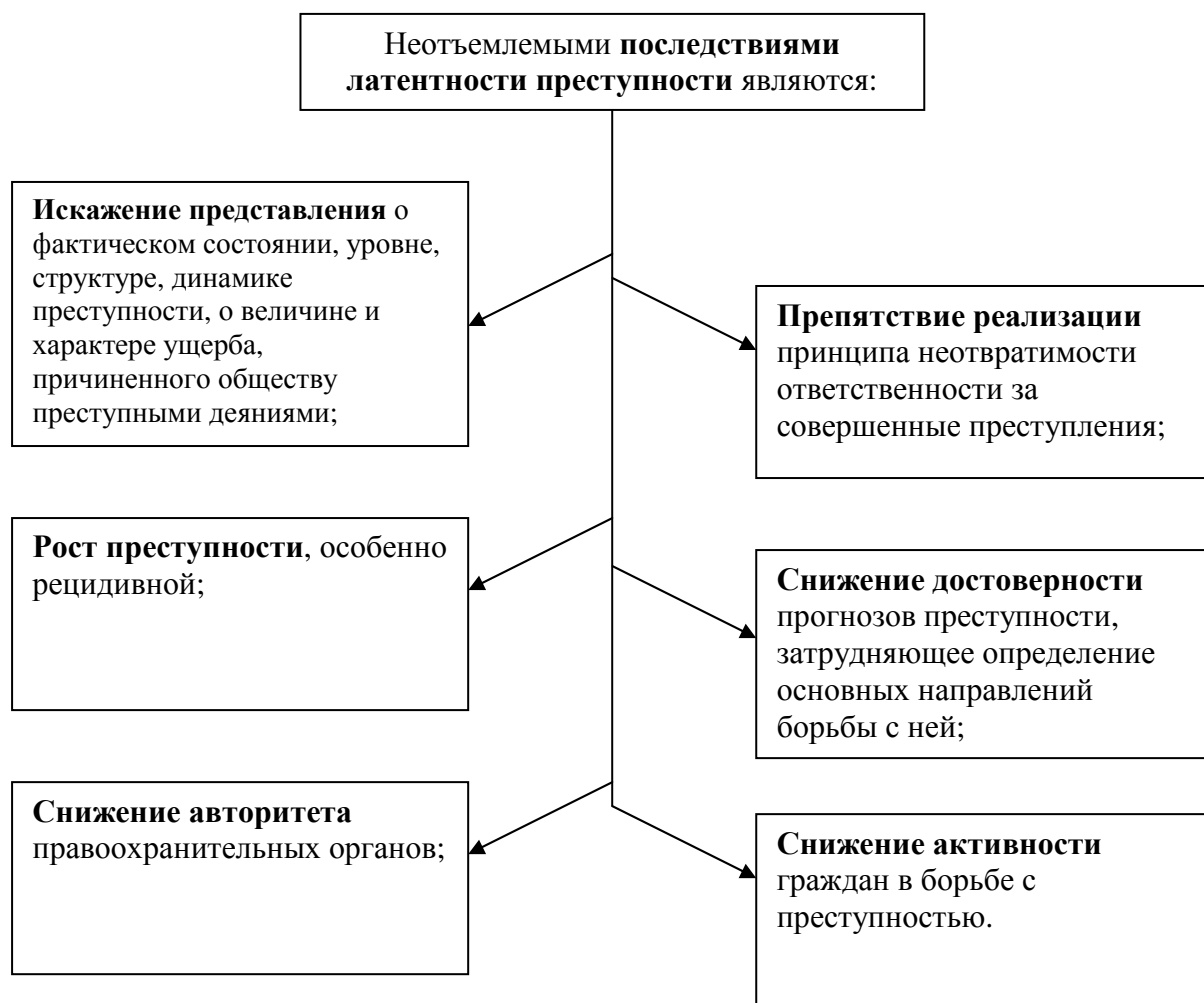 Неотъемлемыми последствиями
латентности преступности являются:
Искажение представления о
фактическом состоянии, уровне,
структуре, динамике
преступности, о величине и
характере ущерба,
причиненного обществу
преступными деяниями;
Препятствие реализации
принципа неотвратимости
ответственности за
совершенные преступления;
Рост преступности, особенно
рецидивной;
Снижение достоверности
прогнозов преступности,
затрудняющее определение
основных направлений
борьбы с ней;
Снижение авторитета
правоохранительных органов;
Снижение активности
граждан в борьбе с
преступностью.